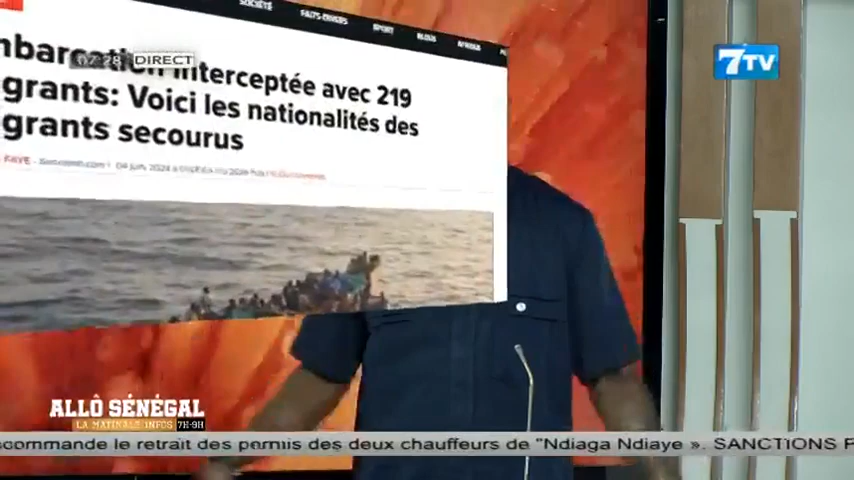 SOCIÉTÉ FAITS-DIVERS SPORT BLOGS AFRIQUE
07:28 DIRECT
7TV
interceptée avec 219
grants: Voici les nationalités des
grants secourus
KAYE
ALLÔ SÉNÉGAL
LA MATINALE INFOS 7H-9H
commande le retrait des permis des deux chauffeurs de "Ndiaga Ndiaye ». SANCTIONS